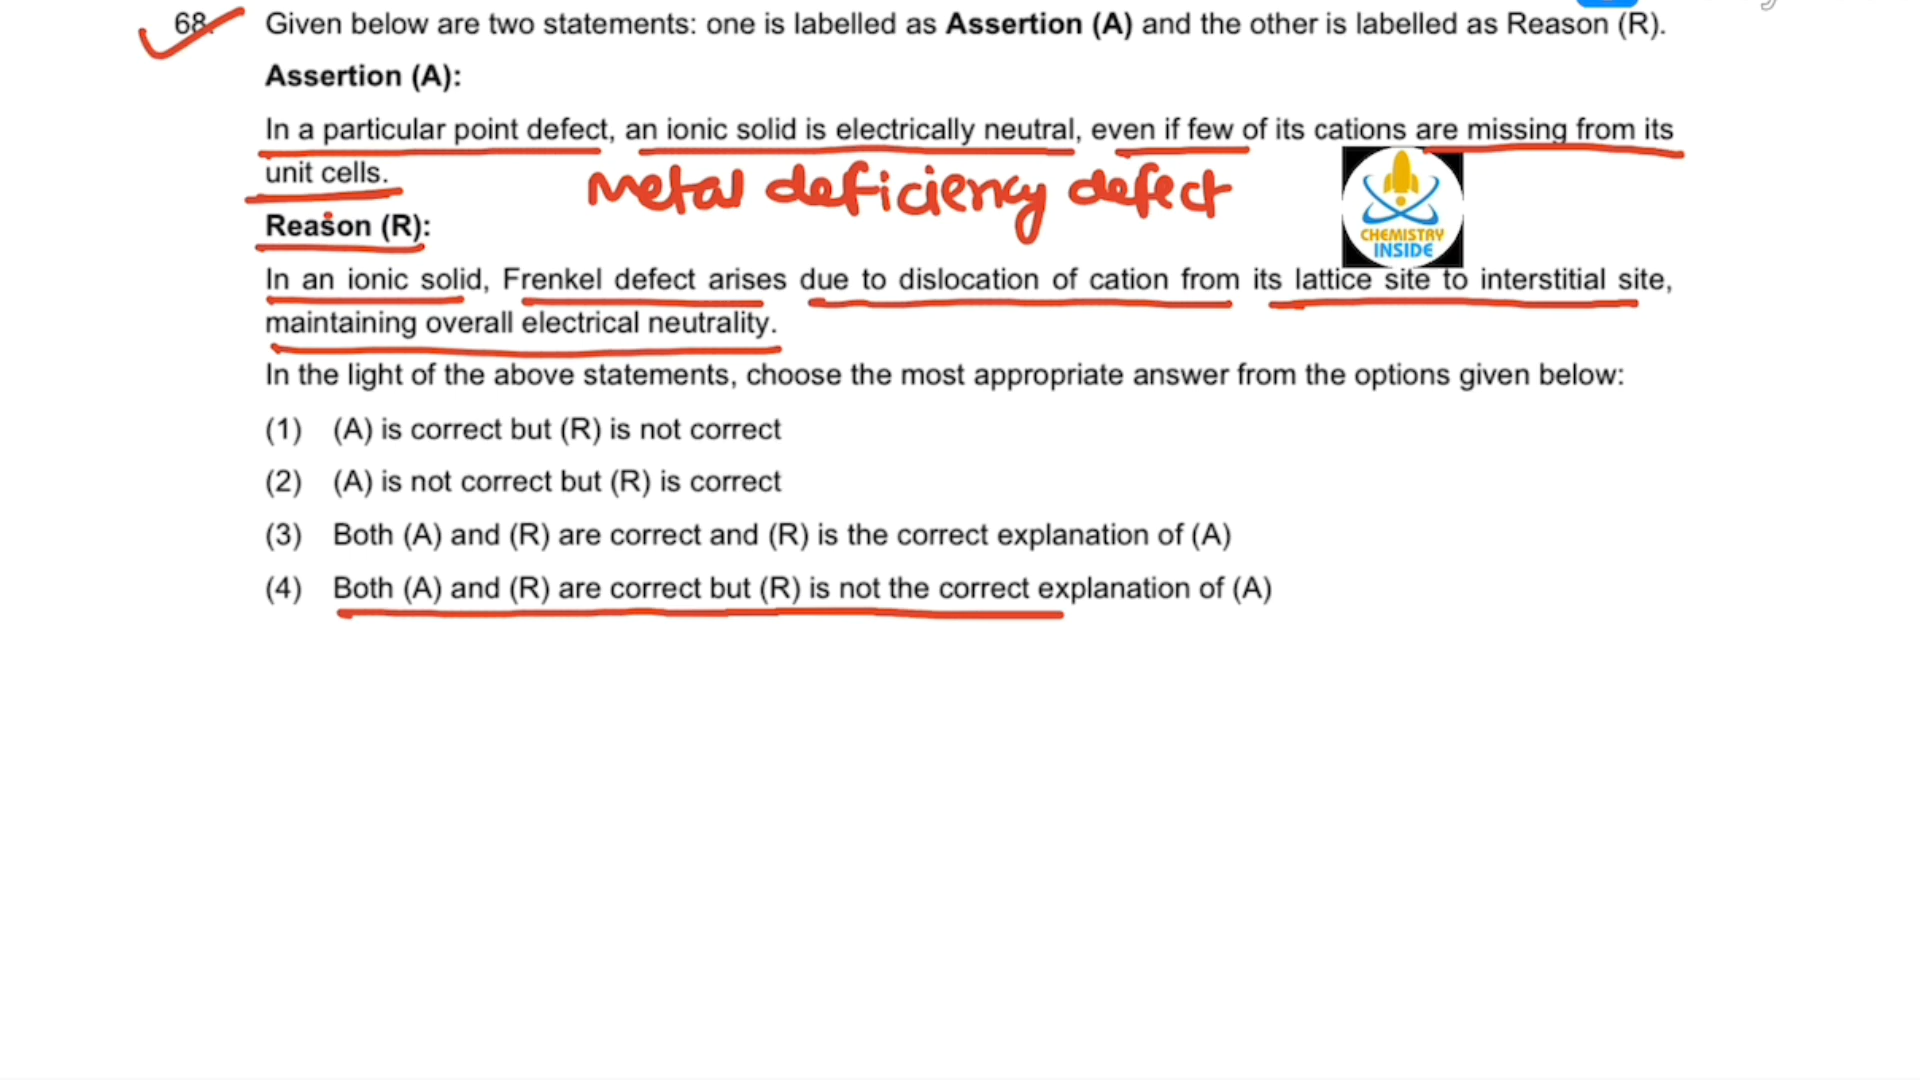 68. Given below are two statements: one is labelled as Assertion (A) and the other is labelled as Reason (R).
Assertion (A):
In a particular point defect, an ionic solid is electrically neutral, even if few of its cations are missing from its
unit cells.
Metal deficiency defect
CHEMISTRY
INSIDE
Reason (R):
In an ionic solid, Frenkel defect arises due to dislocation of cation from its lattice site to interstitial site,
maintaining overall electrical neutrality.
In the light of the above statements, choose the most appropriate answer from the options given below:
(1) (A) is correct but (R) is not correct
(2) (A) is not correct but (R) is correct
(3) Both (A) and (R) are correct and (R) is the correct explanation of (A)
(4) Both (A) and (R) are correct but (R) is not the correct explanation of (A)